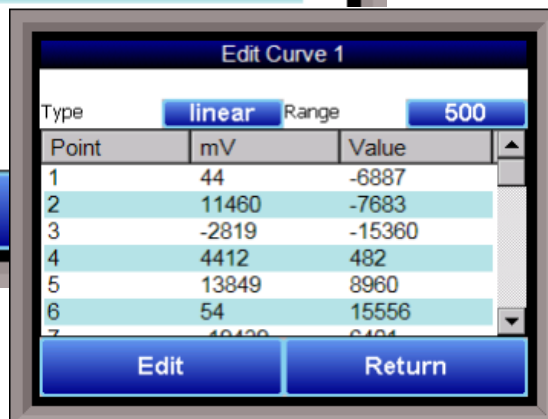 Edit Curve 1
Type linear Range 500
Point mV Value
1 44 -6887
2 11460 -7683
3 -2819 -15360
4 4412 482
5 13849 8960
6 54 15556
Edit Return